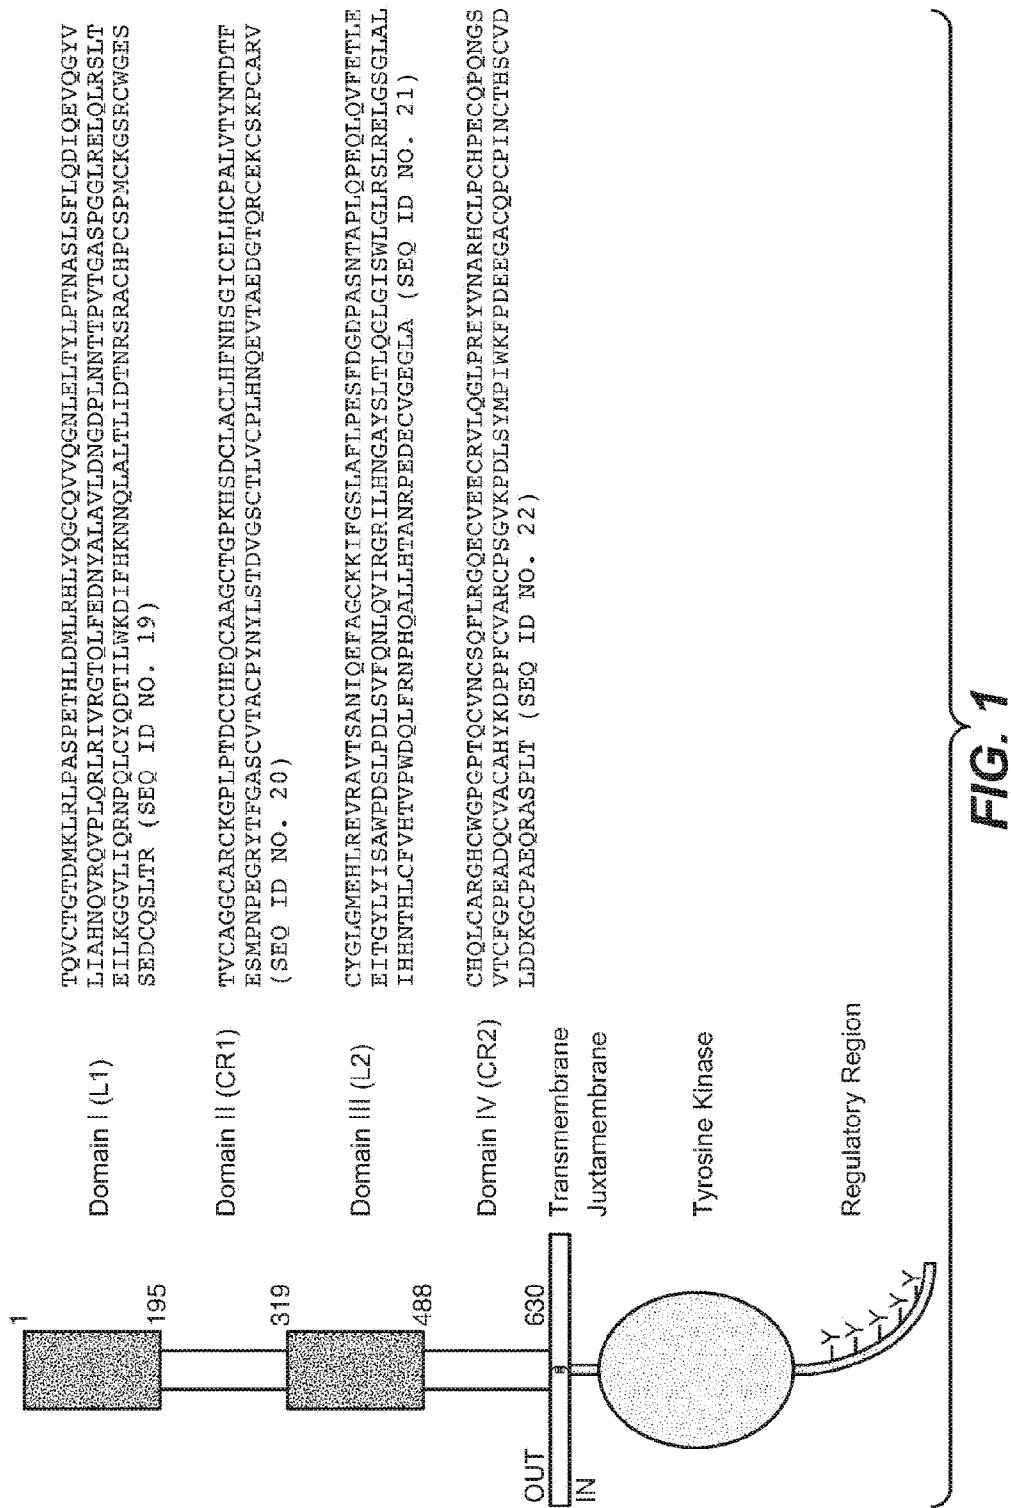 1
195
319
488
630
OUT
IN
Y
Y
Y
Y
Y
Domain I (L1)
TQVCTGTDMKLRLPASPETHLDMLRHLYQGCQVVQGNLELTYLPTNASLSFLQDIQEVQGYV
LIAHNQVRQVPLQRLRIVRGTQLFEDNYALAVLDNGDPLNNTTPVTGASPGGLRELQLRSLT
EILKGGVLIQRNPQLCYQDTILWKDIFHKNNQLALTLIDTNRSRACHPCSPMCKGSRCWGES
SEDCQSLTR (SEQ ID NO. 19)
Domain II (CR1)
TVCAGGCARCKGPLPTDCCHEQCAAGCTGPKHSDCLACLHFNHSGICELHCPALVTYNTDTF
ESMPNPEGRYTFGASCVTACPYNYLSTDVGSCTLVCPLHNQEVTAEDGTQRCEKCSKPCARV
(SEQ ID NO. 20)
Domain III (L2)
CYGLGMEHLREVRAVTSANIQEFAGCKKIFGSLAFLPESFDGDPASNTAPLQPEQLQVFETLE
EITGYLYISAWPDSLPDLSVFQNLQVIRGRILHNGAYSLTLQGLGISWLGLRSLRELGSGLAL
IHHNTHLCFVHTVPWDQLFRNPHQALLHTANRPEDECVGEGLA (SEQ ID NO. 21)
Domain IV (CR2)
CHQLCARGHCWGPGPTQCVNCSQFLRGQECVEECRVLQGLPREYVNARHCLPCHPECQPQNGS
VTCFGPEADQCVACAHYKDPPFCVARCPSGVKPDLSYMPIWKFPDEEGACQPCPINCTHSCVD
LDDKGCPAEQRASPLT (SEQ ID NO. 22)
Transmembrane
Juxtamembrane
Tyrosine Kinase
Regulatory Region
FIG. 1